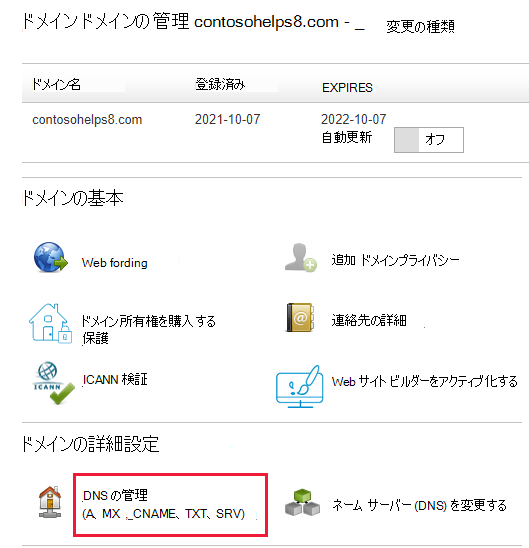 ドメインドメインの管理 contosohelps8.com - _ 変更の種類
ドメイン名 登録済み EXPIRES
contosohelps8.com 2021-10-07 2022-10-07
自動更新 オフ
ドメインの基本
Web fording 追加 ドメインプライバシー
ドメイン所有権を購入する
保護
連絡先の詳細
ICANN
ICANN 検証 Web サイト ビルダーをアクティブ化する
ドメインの詳細設定
DNS の管理
(A、MX ._CNAME、TXT、SRV)
ネーム サーバー (DNS) を変更する